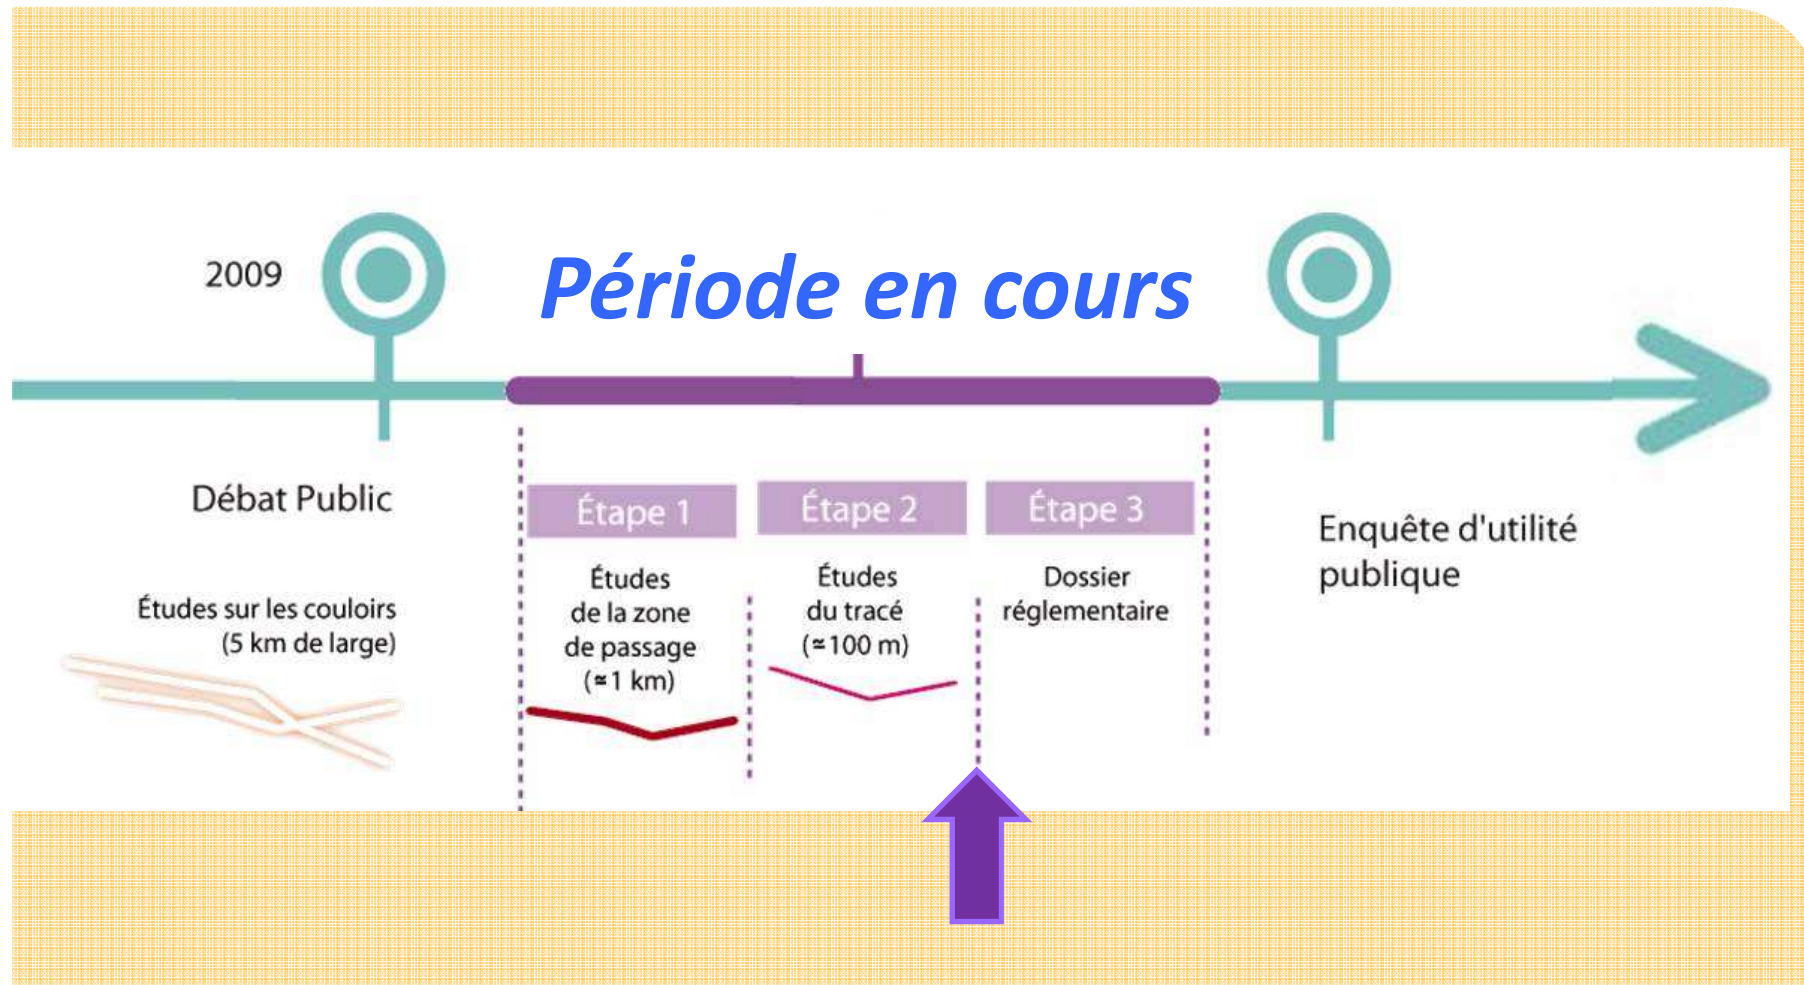 2009
Période en cours
Débat Public
Études sur les couloirs
(5 km de large)
Étape 1
Études
de la zone
de passage
(≃1 km)
Étape 2
Études
du tracé
(≃100 m)
Étape 3
Dossier
réglementaire
Enquête d'utilité
publique